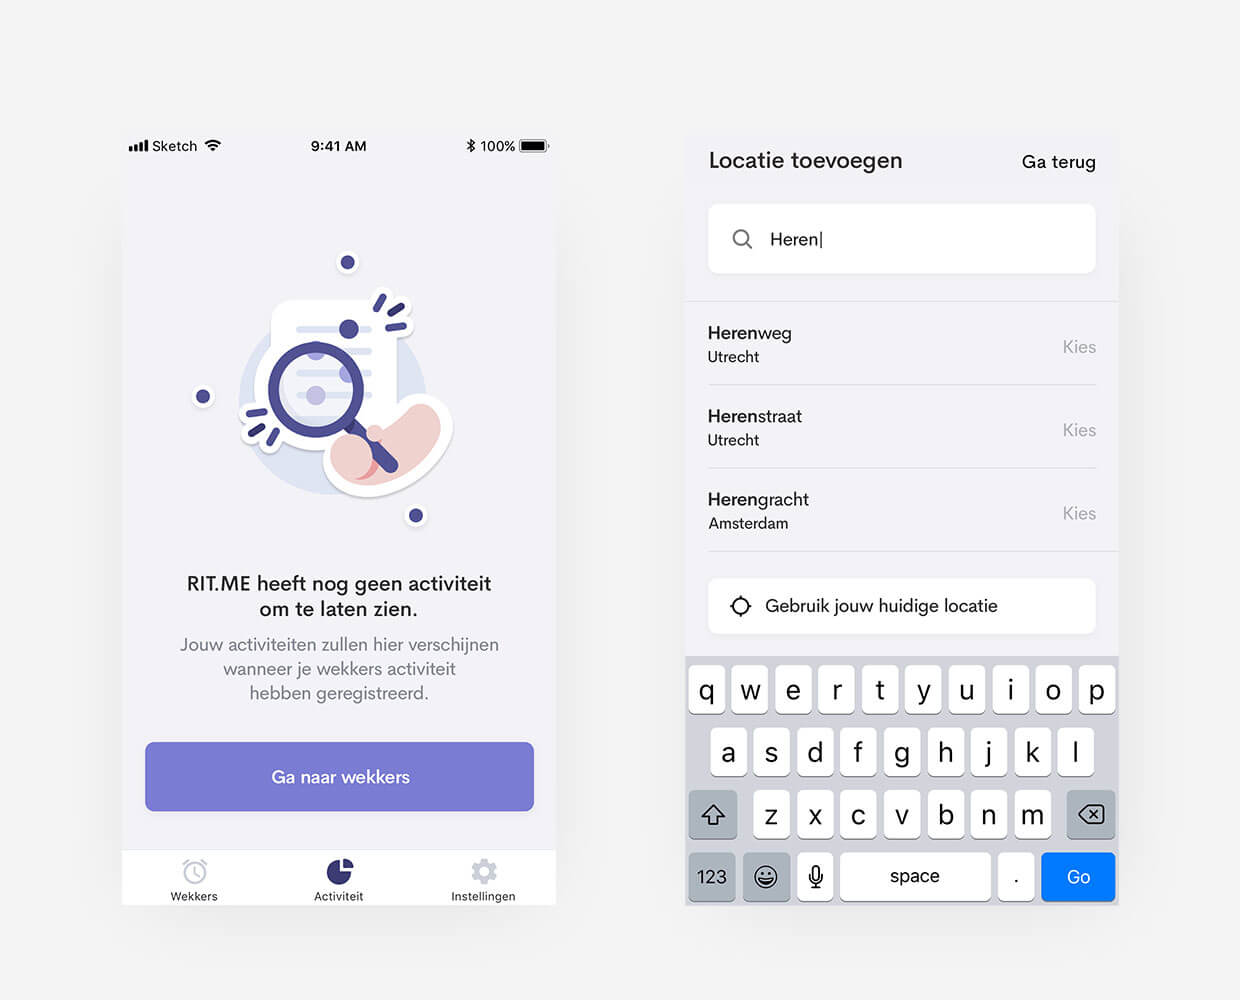 Sketch 9:41 AM 100%
RIT.ME heeft nog geen activiteit
om te laten zien.
Jouw activiteiten zullen hier verschijnen
wanneer je wekkers activiteit
hebben geregistreerd.
Ga naar wekkers
Wekkers Activiteit Instellingen
Locatie toevoegen Ga terug
Heren
Herenweg
Utrecht
Kies
Herenstraat
Utrecht
Kies
Herengracht
Amsterdam
Kies
Gebruik jouw huidige locatie
q w e r t y u i o p
a s d f g h j k l
z x c v b n m
123 space . Go